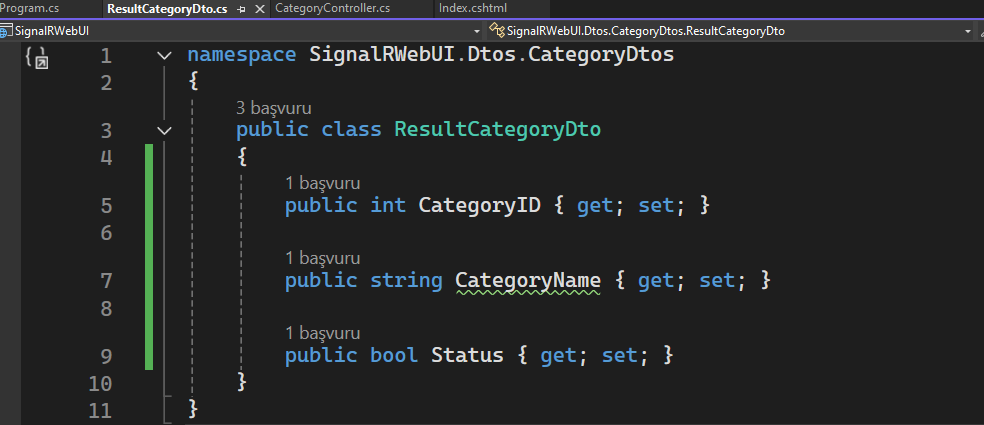 Program.cs ResultCategoryDto.cs CategoryController.cs Index.cshtml
SignalRWebUI SignalRWebUI.Dtos.CategoryDtos.ResultCategoryDto
1 namespace SignalRWebUI.Dtos.CategoryDtos
2 {
3 başvuru
3 public class ResultCategoryDto
4 {
1 başvuru
5 public int CategoryID { get; set; }
6
1 başvuru
7 public string CategoryName { get; set; }
8
1 başvuru
9 public bool Status { get; set; }
10 }
11 }